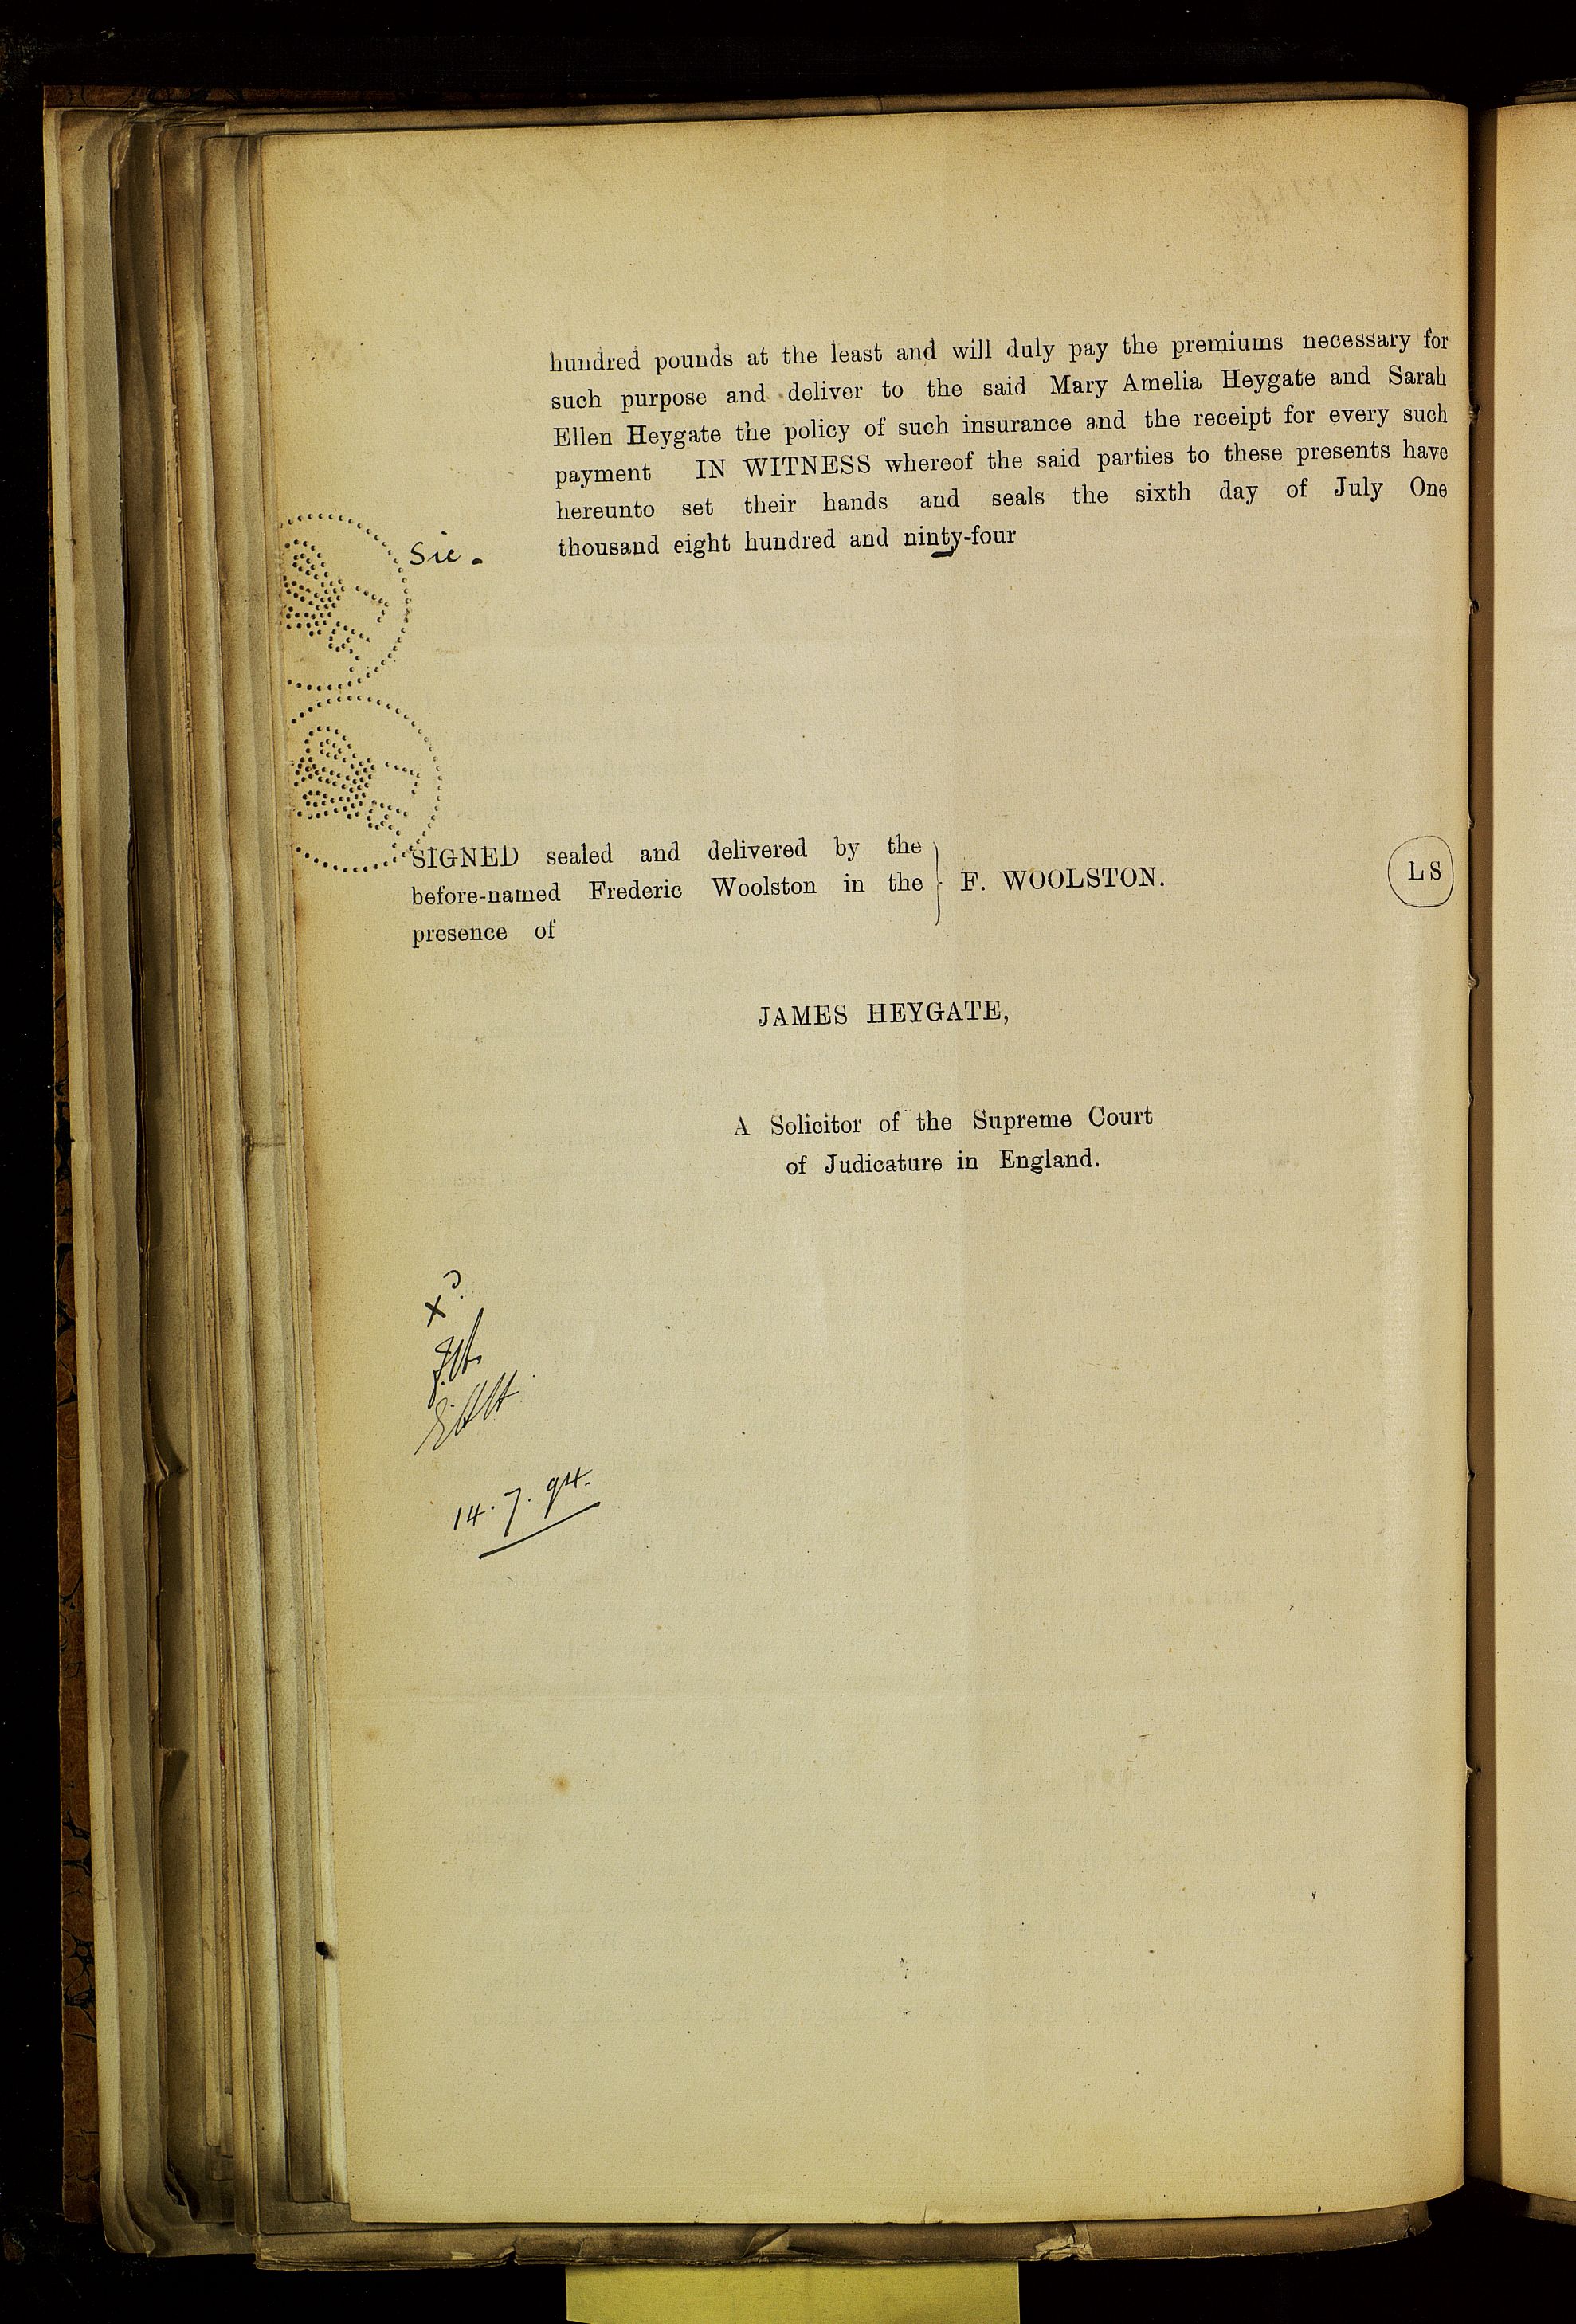 hundred pounds at the least and will duly pay the premiums necessary for
such purpose and deliver to the said Mary Amelia Heygate and Sarah
Ellen Heygate the policy of such insurance and the receipt for every such
payment IN WITNESS whereof the said parties to these presents have
hereunto set their hands and seals the sixth day of July One
thousand eight hundred and ninty-four
Sic.
SIGNED sealed and delivered by the
before-named Frederic Woolston in the
presence of
F. WOOLSTON.
LS
JAMES HEYGATE,
A Solicitor of the Supreme Court
of Judicature in England.
14.7.94.